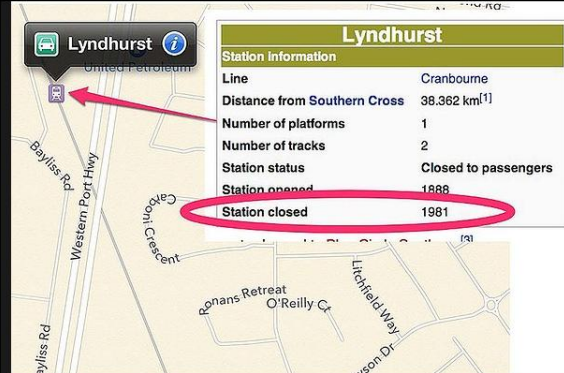 Lyndhurst
United Petroleum
Bayliss Rd
Western Port Hwy
Carboni Crescent
Lyndhurst
Station information
Line Cranbourne
Distance from Southern Cross 38.362 km[1]
Number of platforms 1
Number of tracks 2
Station status Closed to passengers
Station opened 1888
Station closed 1981
[3]
Ronans Retreat
O'Reilly Ct
Litchfield Way
Bayliss Rd